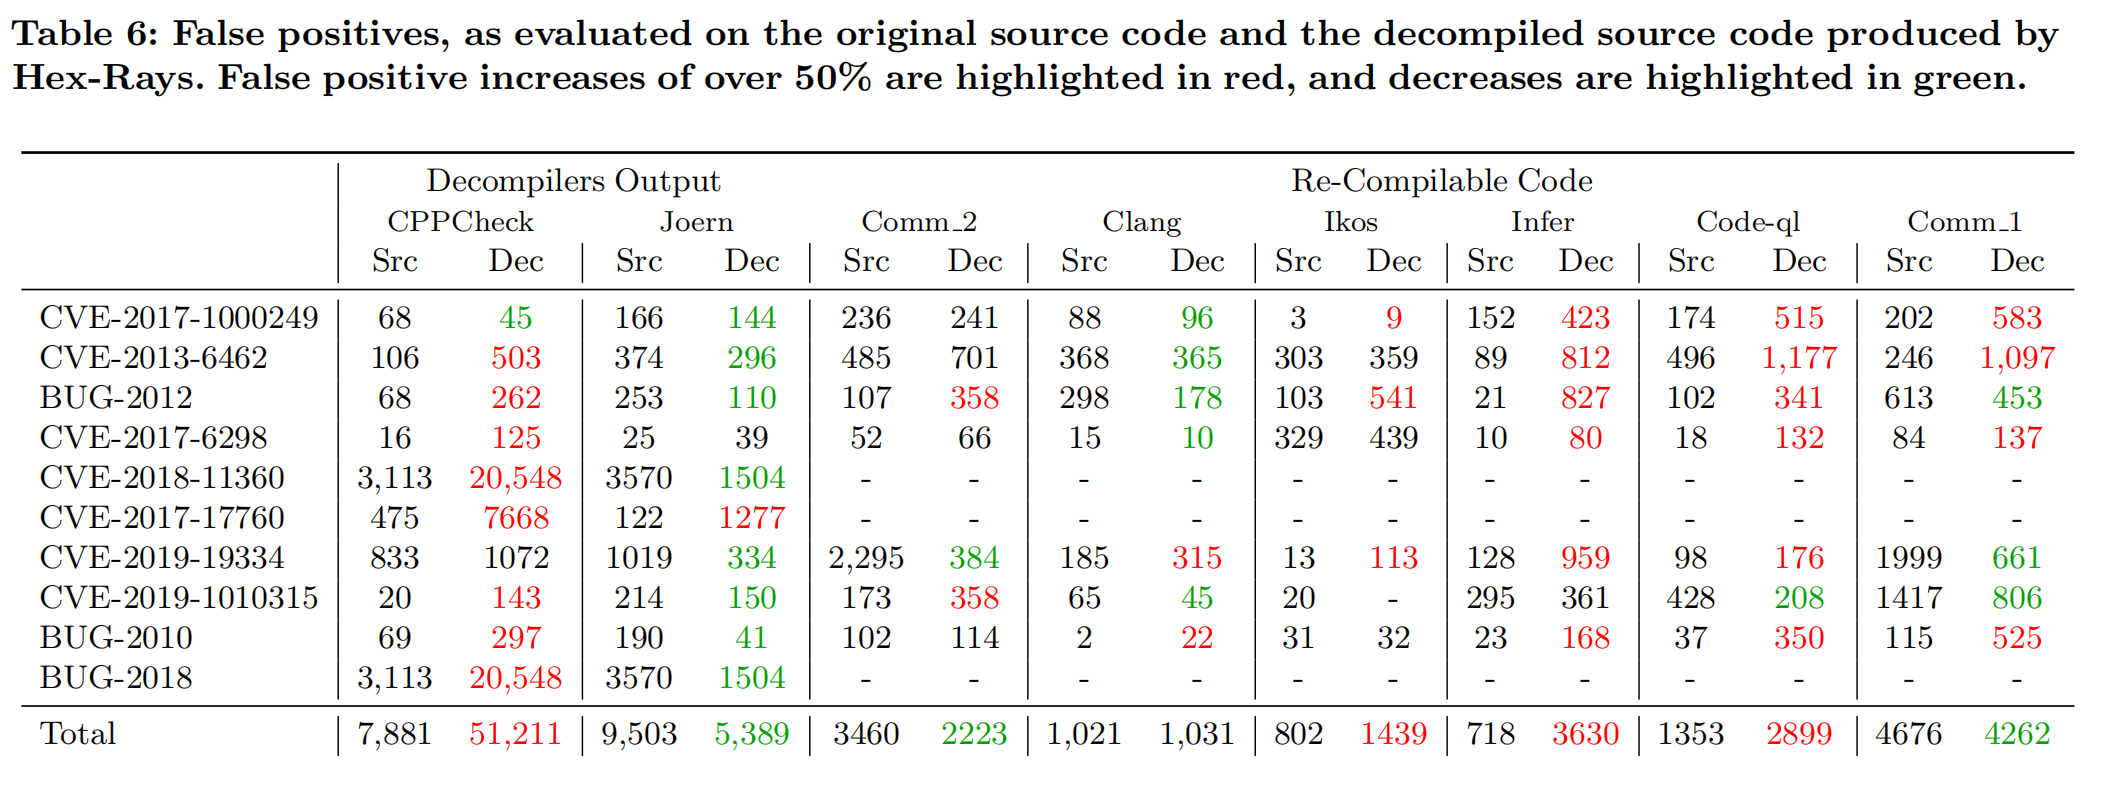 Table 6: False positives, as evaluated on the original source code and the decompiled source code produced by
Hex-Rays. False positive increases of over 50% are highlighted in red, and decreases are highlighted in green.
Decompilers Output Re-Compilable Code
CPPCheck Joern Comm_2 Clang Ikos Infer Code-ql Comm_1
Src Dec Src Dec Src Dec Src Dec Src Dec Src Dec Src Dec Src Dec
CVE-2017-1000249 68 45 166 144 236 241 88 96 3 9 152 423 174 515 202 583
CVE-2013-6462 106 503 374 296 485 701 368 365 303 359 89 812 496 1,177 246 1,097
BUG-2012 68 262 253 110 107 358 298 178 103 541 21 827 102 341 613 453
CVE-2017-6298 16 125 25 39 52 66 15 10 329 439 10 80 18 132 84 137
CVE-2018-11360 3,113 20,548 3570 1504 - - - - - - - - - - - -
CVE-2017-17760 475 7668 122 1277 - - - - - - - - - - - -
CVE-2019-19334 833 1072 1019 334 2,295 384 185 315 13 113 128 959 98 176 1999 661
CVE-2019-1010315 20 143 214 150 173 358 65 45 20 - 295 361 428 208 1417 806
BUG-2010 69 297 190 41 102 114 2 22 31 32 23 168 37 350 115 525
BUG-2018 3,113 20,548 3570 1504 - - - - - - - - - - - -
Total 7,881 51,211 9,503 5,389 3460 2223 1,021 1,031 802 1439 718 3630 1353 2899 4676 4262